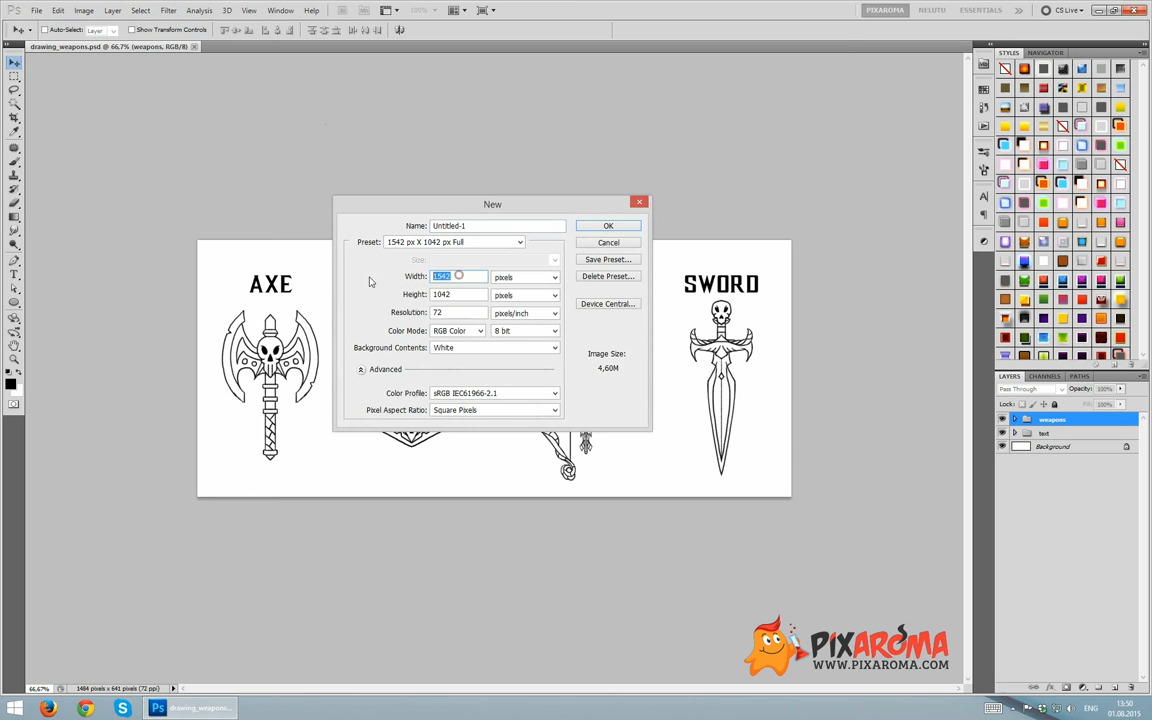 Ps File Edit Image Layer Select Filter Analysis 3D View Window Help 100% PIXAROMA NELUTU ESSENTIALS CS Live
Auto-Select: Layer Show Transform Controls
drawing_weapons.psd @ 66,7% (weapons, RGB/8)
STYLES NAVIGATOR
New
Name: Untitled-1 OK
Preset: 1542 px X 1042 px Full Cancel
Size: Save Preset...
Width: 1542 pixels Delete Preset...
Height: 1042 pixels
Device Central...
Resolution: 72 pixels/inch
Color Mode: RGB Color 8 bit
Background Contents: White
Image Size:
4,60M
Advanced
Color Profile: sRGB IEC61966-2.1
Pixel Aspect Ratio: Square Pixels
AXE
SWORD
LAYERS CHANNELS PATHS
Pass Through Opacity: 100%
Lock: Fill: 100%
weapons
text
Background
PIXAROMA
WWW.PIXAROMA.COM
66,67% 1484 pixels x 641 pixels (72 ppi)
Ps drawing_weapons...
ENG 13:50
01.08.2015